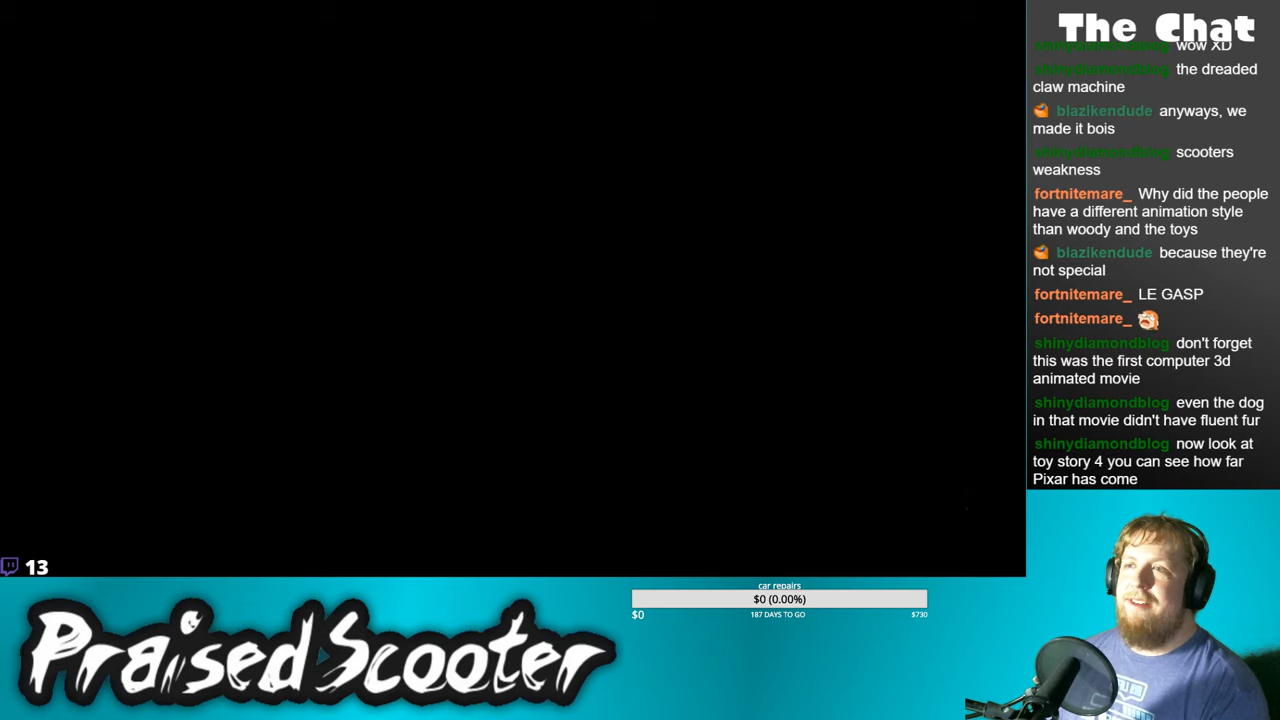 The Chat
shinydiamondblog wow XD
shinydiamondblog the dreaded
claw machine
blazikendude anyways, we
made it bois
shinydiamondblog scooters
weakness
fortnitemare_ Why did the people
have a different animation style
than woody and the toys
blazikendude because they're
not special
fortnitemare_ LE GASP
fortnitemare_
shinydiamondblog don't forget
this was the first computer 3d
animated movie
shinydiamondblog even the dog
in that movie didn't have fluent fur
shinydiamondblog now look at
toy story 4 you can see how far
Pixar has come
13
car repairs
$0 (0.00%)
$0 187 DAYS TO GO $730
PraisedScooter